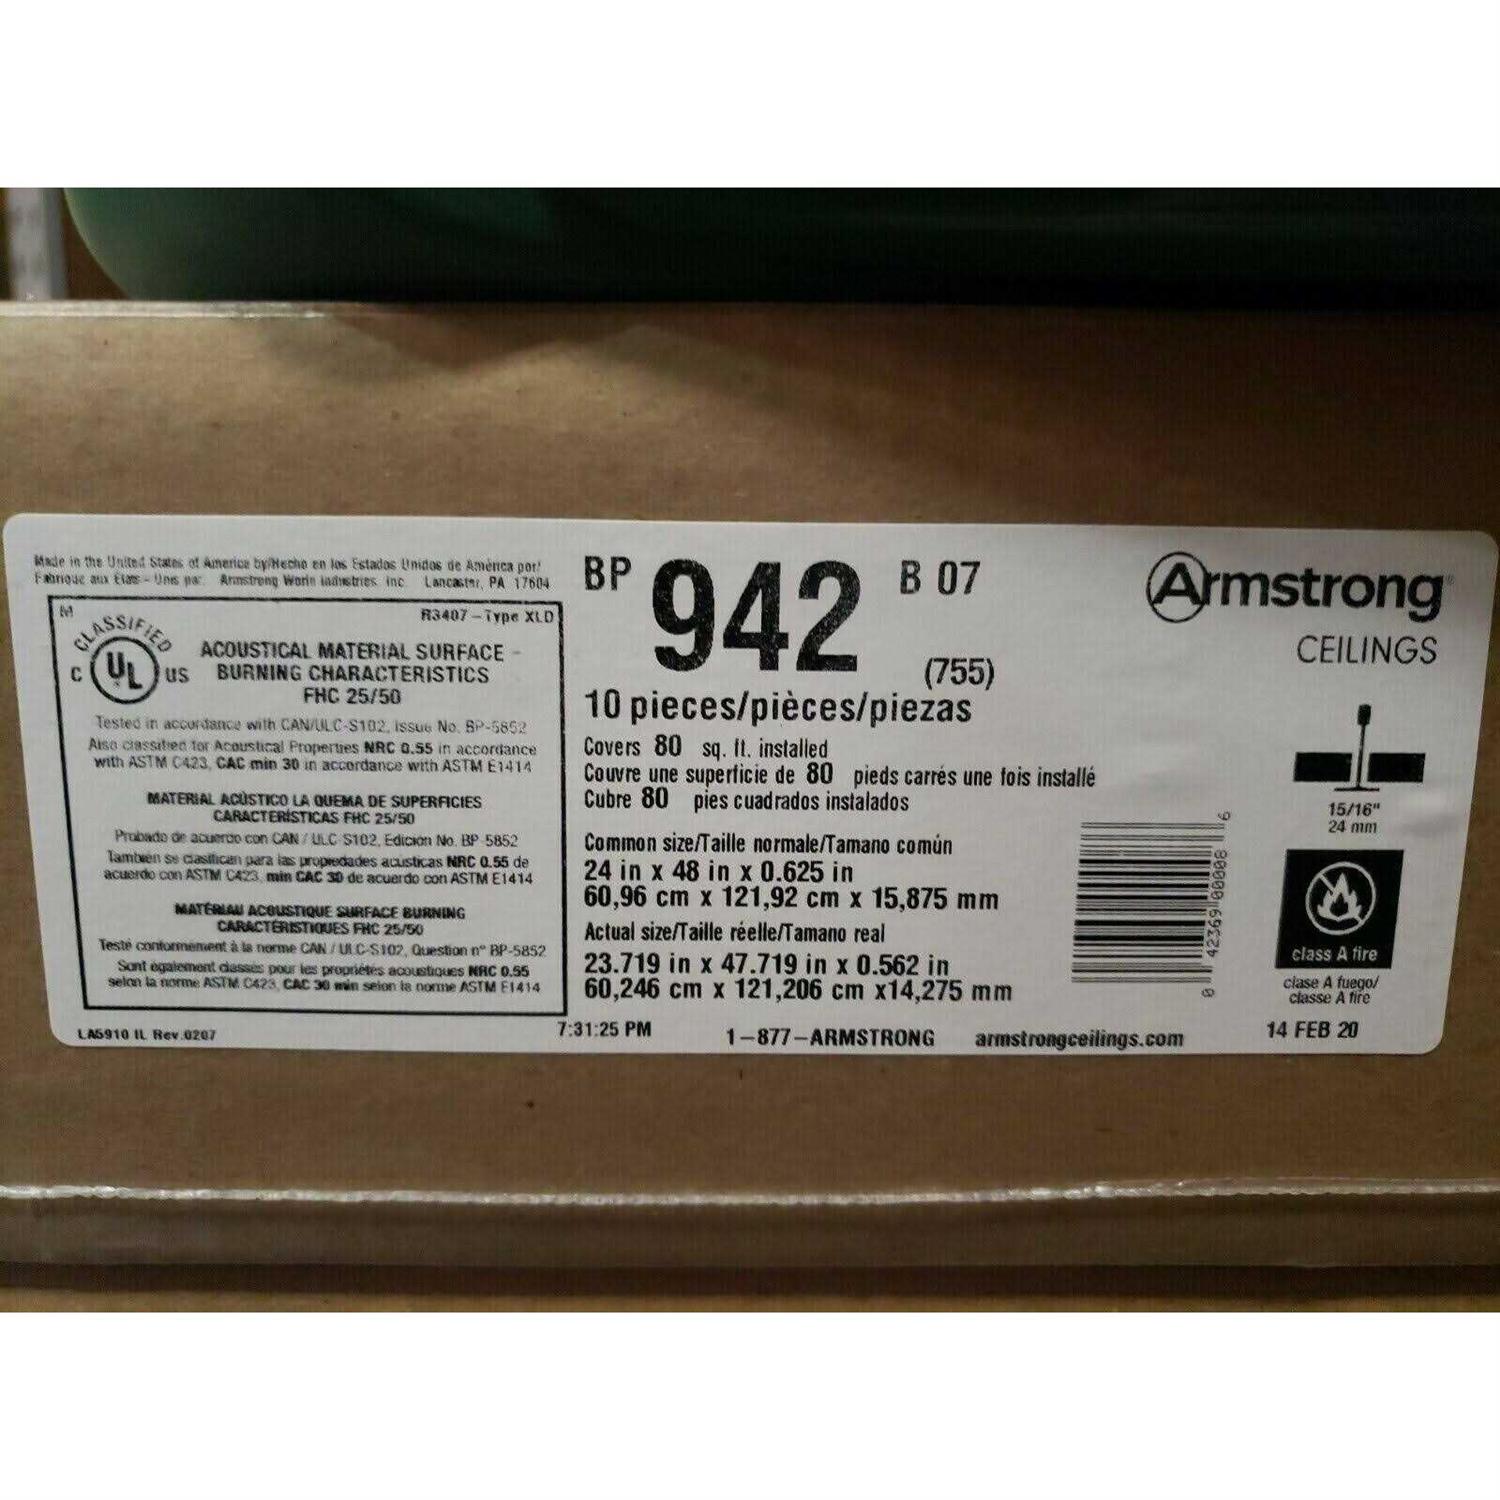 Made in the United States of America by/Hecho en los Estados Unidos de América por/
Fabriqué aux États-Unis par Armstrong World Industries, Inc. Lancaster, PA 17604
R3407-Type XLD
M
CLASSIFIED
C UL US
ACOUSTICAL MATERIAL SURFACE -
BURNING CHARACTERISTICS
FHC 25/50
Tested in accordance with CAN/ULC-S102, Issue No. BP-5852
Also classified for Acoustical Properties NRC 0.55 in accordance
with ASTM C423, CAC min 30 in accordance with ASTM E1414
MATERIAL ACÚSTICO LA QUEMA DE SUPERFICIES
CARACTERÍSTICAS FHC 25/50
Probado de acuerdo con CAN / ULC-S102, Edición No. BP-5852
También se clasifican para las propiedades acústicas NRC 0.55 de
acuerdo con ASTM C423, min CAC 30 de acuerdo con ASTM E1414
MATÉRIAU ACOUSTIQUE SURFACE BURNING
CARACTÉRISTIQUES FHC 25/50
Testé conformément à la norme CAN / ULC-S102, Question n° BP-5852
Sont également classés pour les propriétés acoustiques NRC 0.55
selon la norme ASTM C423, CAC 30 min selon la norme ASTM E1414
LA5910 IL Rev.0207
BP 942 B 07
(755)
10 pieces/pièces/piezas
Covers 80 sq. ft. installed
Couvre une superficie de 80 pieds carrés une fois installé
Cubre 80 pies cuadrados instalados
Common size/Taille normale/Tamano común
24 in x 48 in x 0.625 in
60,96 cm x 121,92 cm x 15,875 mm
Actual size/Taille réelle/Tamano real
23.719 in x 47.719 in x 0.562 in
60,246 cm x 121,206 cm x14,275 mm
7:31:25 PM
1-877-ARMSTRONG
armstrongceilings.com
Armstrong
CEILINGS
15/16"
24 mm
0 42369 00008 6
class A fire
clase A fuego/
classe A fire
14 FEB 20